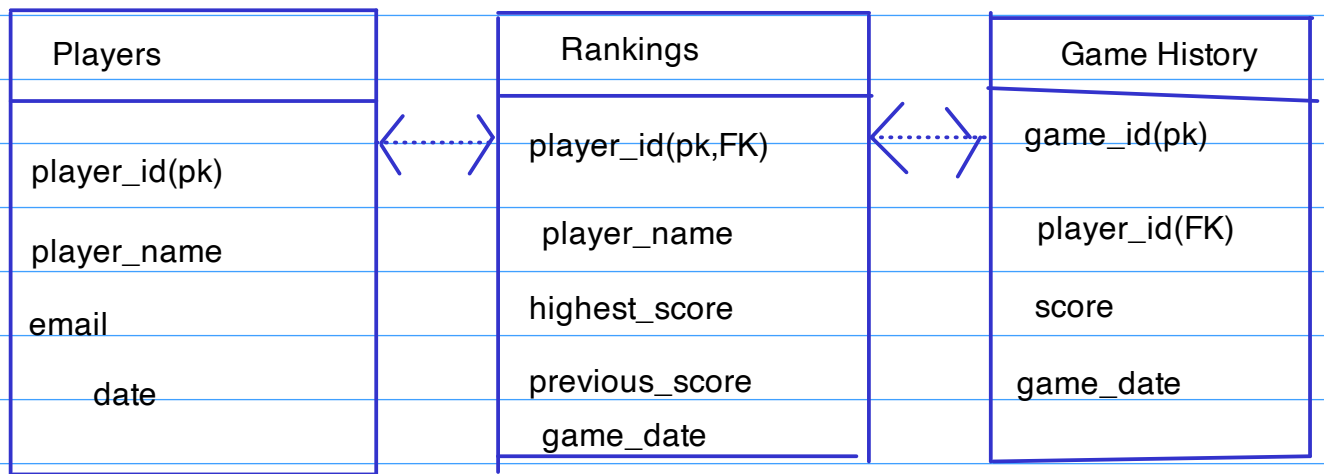 Players
player_id(pk)
player_name
email
date
Rankings
player_id(pk,FK)
player_name
highest_score
previous_score
game_date
Game History
game_id(pk)
player_id(FK)
score
game_date